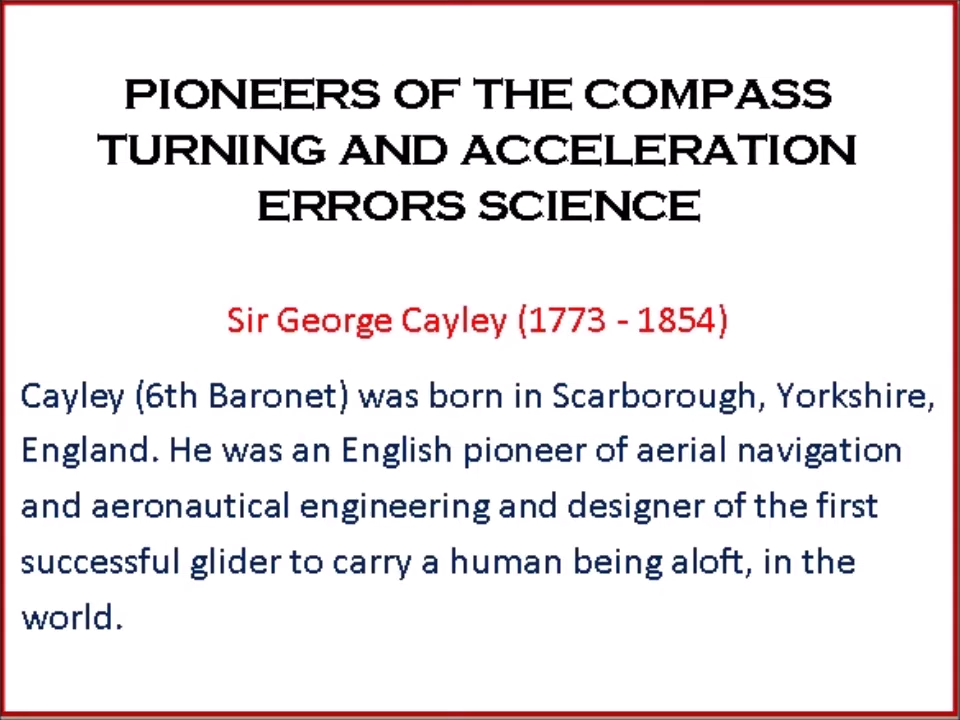 PIONEERS OF THE COMPASS
TURNING AND ACCELERATION
ERRORS SCIENCE
Sir George Cayley (1773 - 1854)
Cayley (6th Baronet) was born in Scarborough, Yorkshire,
England. He was an English pioneer of aerial navigation
and aeronautical engineering and designer of the first
successful glider to carry a human being aloft, in the
world.